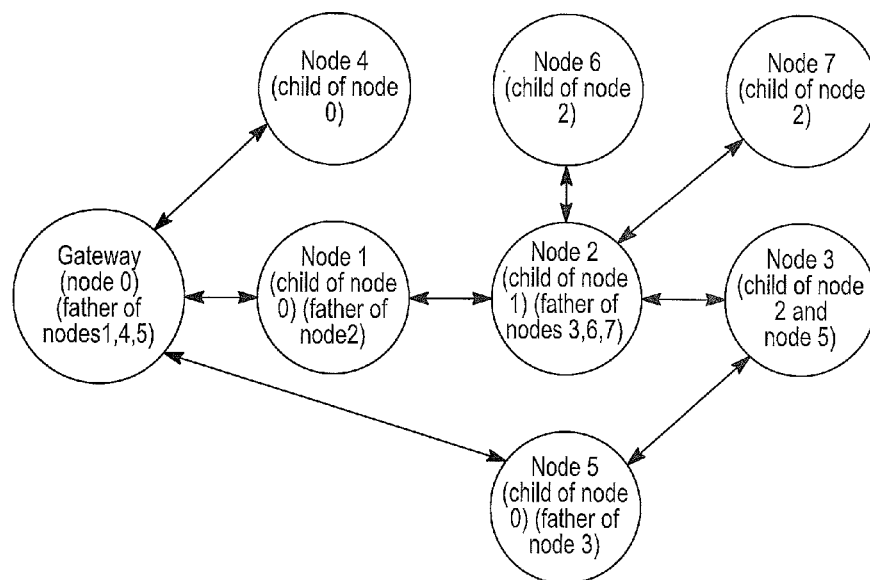 Node 4
(child of node
0)
Node 6
(child of node
2)
Node 7
(child of node
2)
Gateway
(node 0)
(father of
nodes1,4,5)
Node 1
(child of node
0) (father of
node2)
Node 2
(child of node
1) (father of
nodes 3,6,7)
Node 3
(child of node
2 and
node 5)
Node 5
(child of node
0) (father of
node 3)